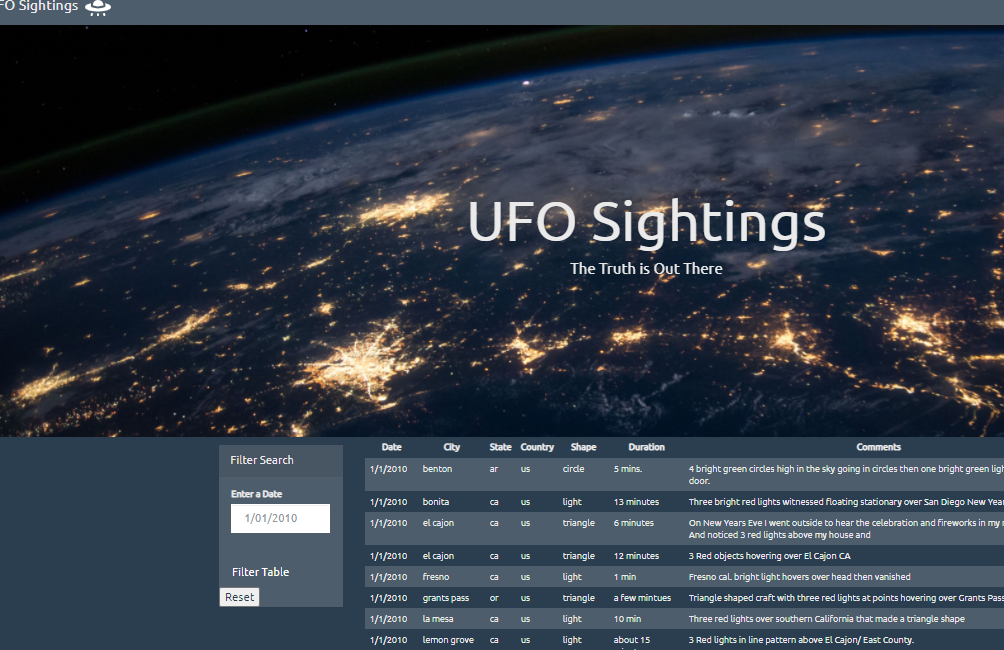 FO Sightings
UFO Sightings
The Truth is Out There
Filter Search
Enter a Date
1/01/2010
Filter Table
Reset
Date City State Country Shape Duration Comments
1/1/2010 benton ar us circle 5 mins. 4 bright green circles high in the sky going in circles then one bright green
door.
1/1/2010 bonita ca us light 13 minutes Three bright red lights witnessed floating stationary over San Diego New
1/1/2010 el cajon ca us triangle 6 minutes On New Years Eve I went outside to hear the celebration and fireworks in my
And noticed 3 red lights above my house and
1/1/2010 el cajon ca us triangle 12 minutes 3 Red objects hovering over El Cajon CA
1/1/2010 fresno ca us light 1 min Fresno cal. bright light hovers over head then vanished
1/1/2010 grants pass or us triangle a few mintues Triangle shaped craft with three red lights at points hovering over Grants Pass
1/1/2010 la mesa ca us light 10 min Three red lights over southern California that made a triangle shape
1/1/2010 lemon grove ca us light about 15 3 Red lights in line pattern above El Cajon/ East County.